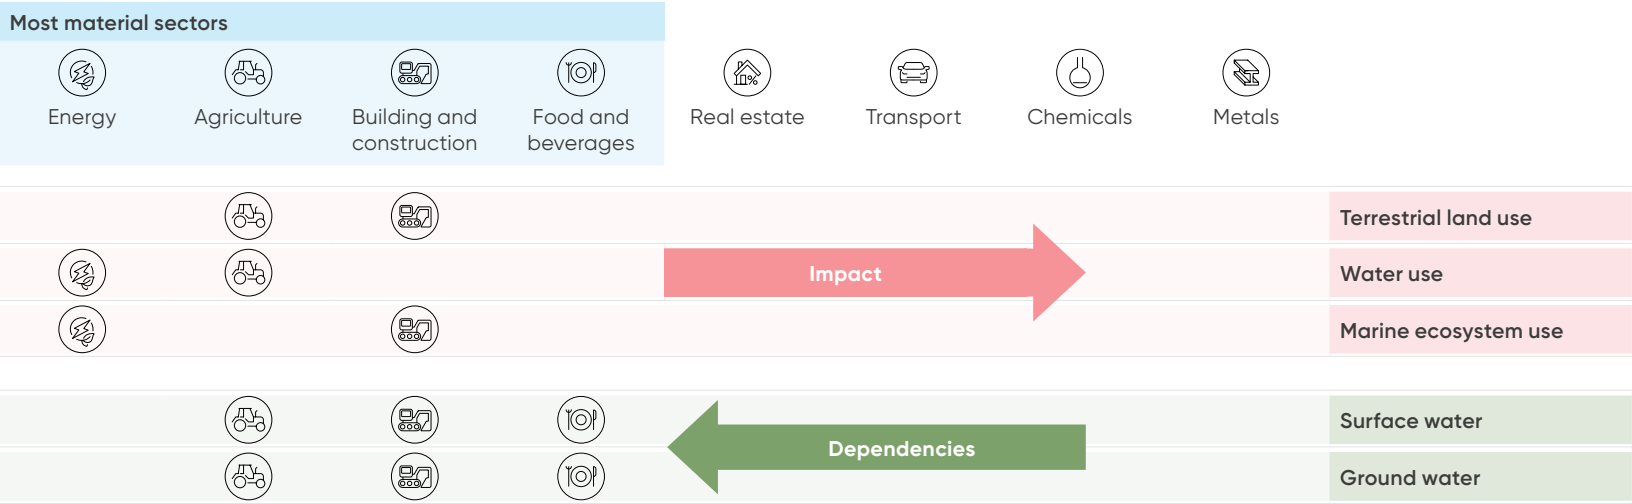 Most material sectors
Energy
Agriculture
Building and
construction
Food and
beverages
Real estate
Transport
Chemicals
Metals
Terrestrial land use
Impact
Water use
Marine ecosystem use
Surface water
Dependencies
Ground water